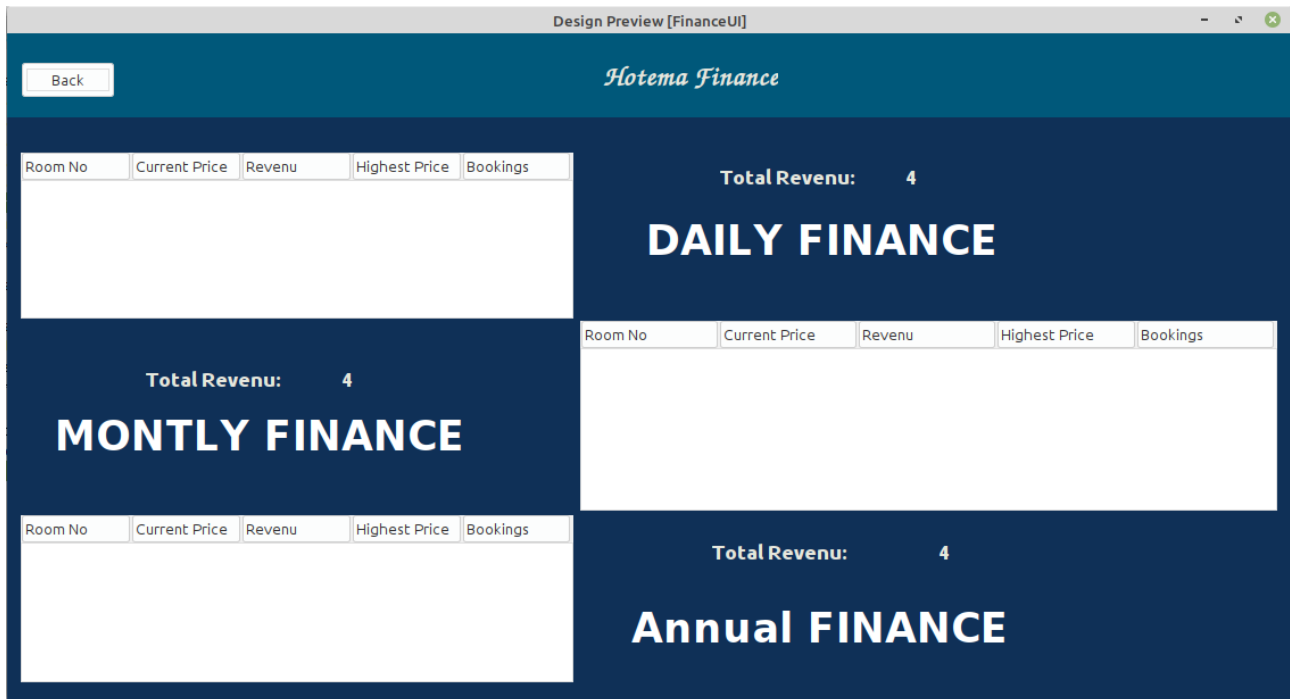 Design Preview [FinanceUI]
Back
Hotema Finance
Room No Current Price Revenu Highest Price Bookings
Total Revenu: 4
DAILY FINANCE
Room No Current Price Revenu Highest Price Bookings
Total Revenu: 4
MONTLY FINANCE
Room No Current Price Revenu Highest Price Bookings
Total Revenu: 4
Annual FINANCE